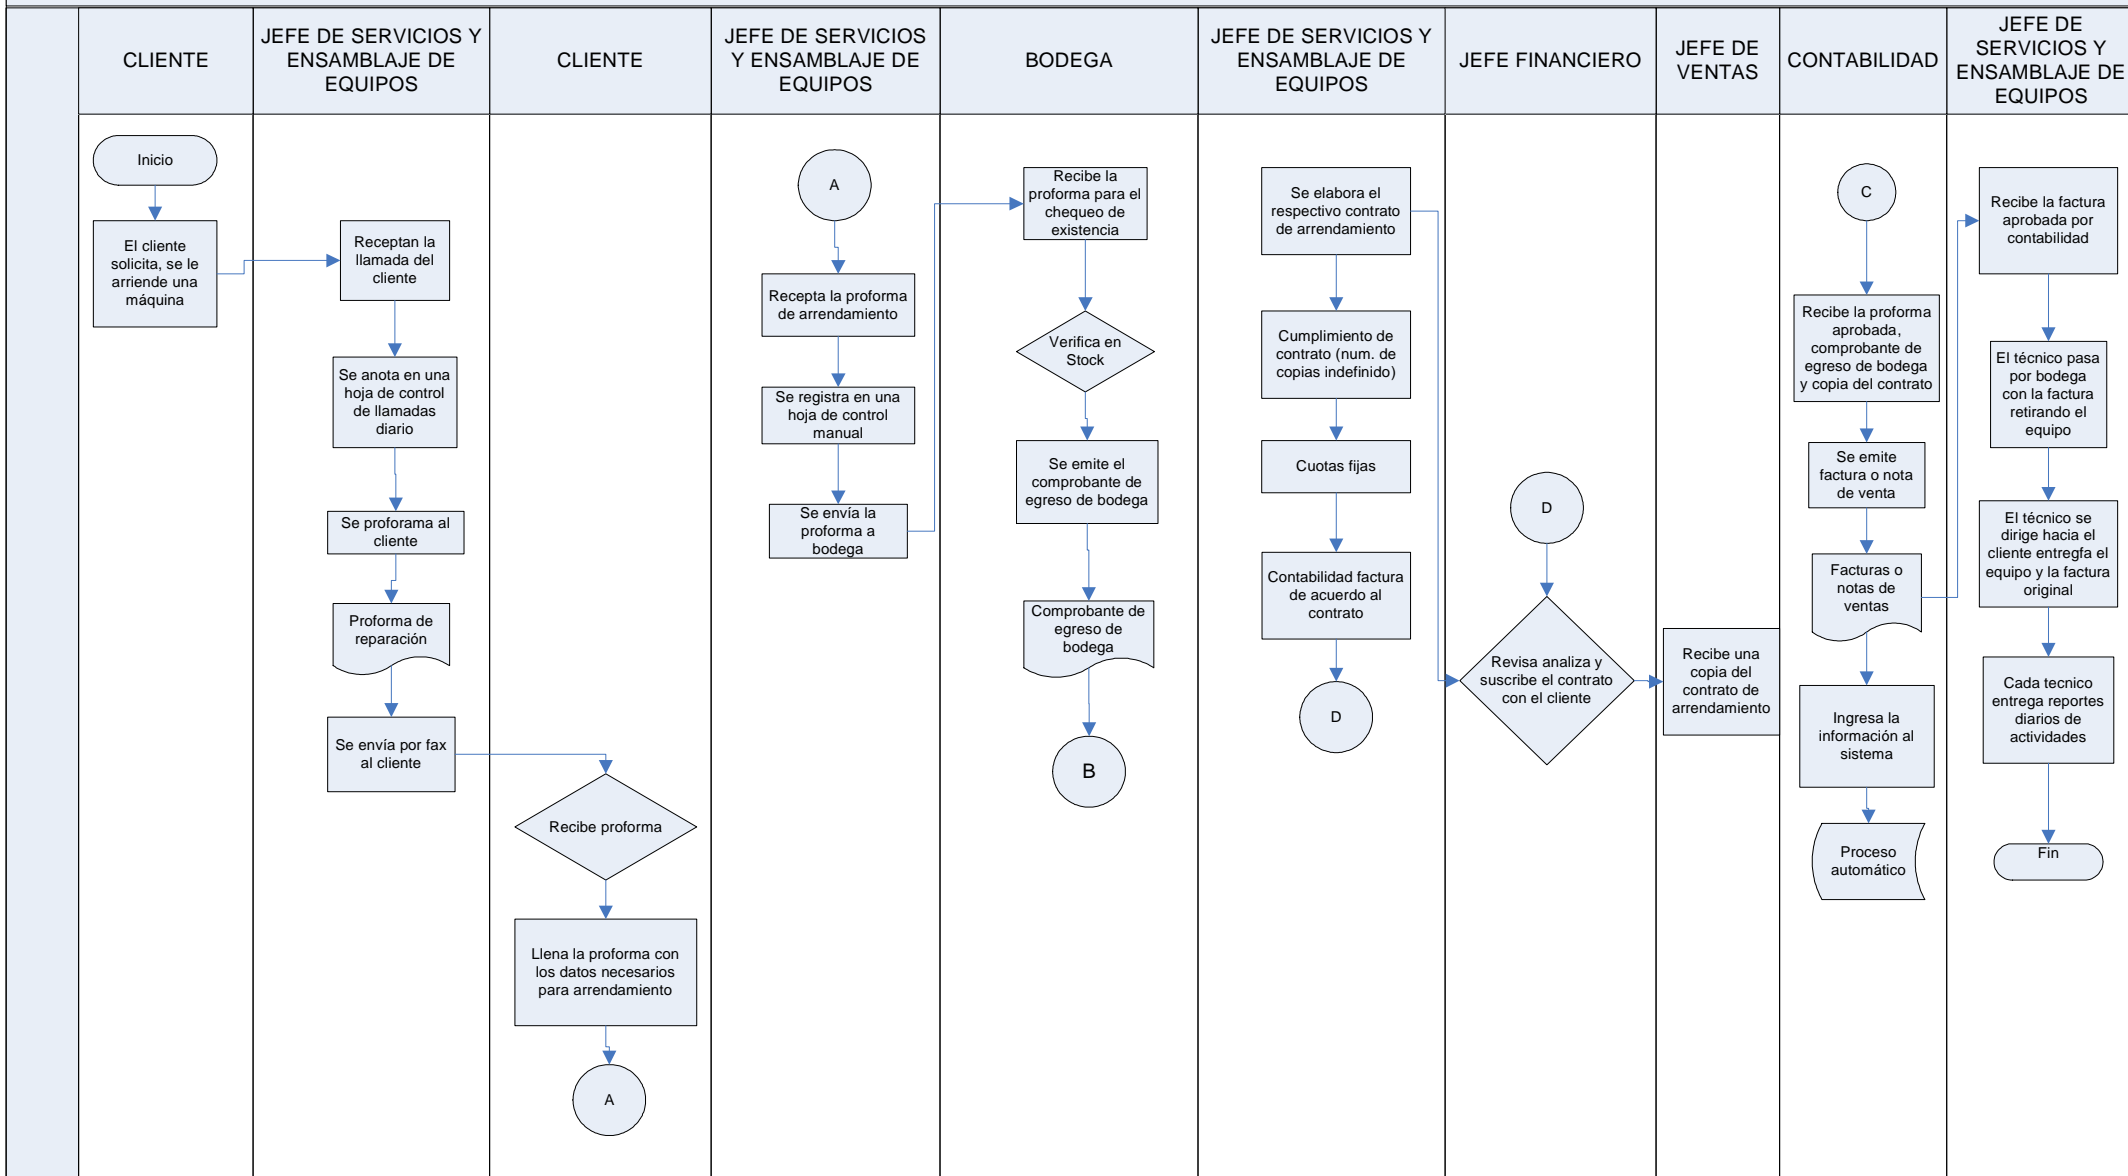 CLIENTE
JEFE DE SERVICIOS Y
ENSAMBLAJE DE
EQUIPOS
CLIENTE
JEFE DE SERVICIOS
Y ENSAMBLAJE DE
EQUIPOS
BODEGA
JEFE DE SERVICIOS Y
ENSAMBLAJE DE
EQUIPOS
JEFE FINANCIERO
JEFE DE
VENTAS
CONTABILIDAD
JEFE DE
SERVICIOS Y
ENSAMBLAJE DE
EQUIPOS
Inicio
El cliente
solicita, se le
arriende una
máquina
Receptan la
llamada del
cliente
Se anota en una
hoja de control
de llamadas
diario
Se proforama al
cliente
Proforma de
reparación
Se envía por fax
al cliente
Recibe proforma
Llena la proforma con
los datos necesarios
para arrendamiento
A
A
Recepta la proforma
de arrendamiento
Se registra en una
hoja de control
manual
Se envía la
proforma a
bodega
Recibe la
proforma para el
chequeo de
existencia
Verifica en
Stock
Se emite el
comprobante de
egreso de bodega
Comprobante de
egreso de
bodega
B
Se elabora el
respectivo contrato
de arrendamiento
Cumplimiento de
contrato (num. de
copias indefinido)
Cuotas fijas
Contabilidad factura
de acuerdo al
contrato
D
D
Revisa analiza y
suscribe el contrato
con el cliente
Recibe una
copia del
contrato de
arrendamiento
C
Recibe la proforma
aprobada,
comprobante de
egreso de bodega
y copia del contrato
Se emite
factura o nota
de venta
Facturas o
notas de
ventas
Ingresa la
información al
sistema
Proceso
automático
Recibe la factura
aprobada por
contabilidad
El técnico pasa
por bodega
con la factura
retirando el
equipo
El técnico se
dirige hacia el
cliente entregfa el
equipo y la factura
original
Cada tecnico
entrega reportes
diarios de
actividades
Fin